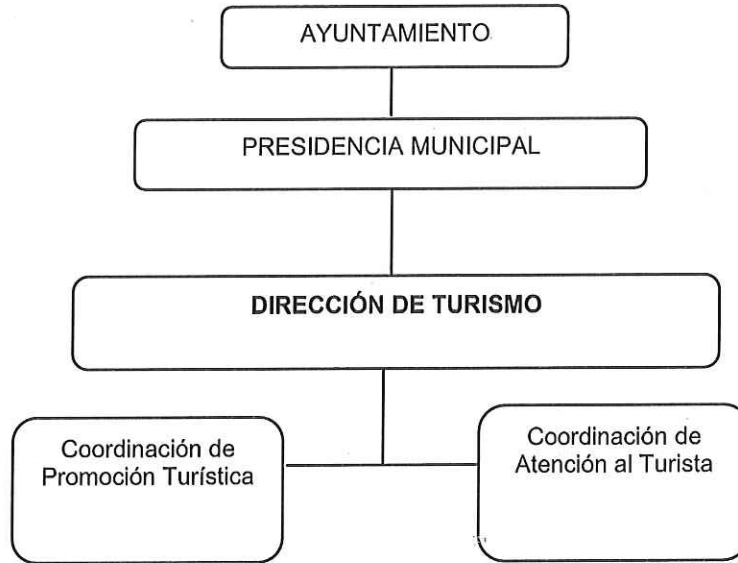 AYUNTAMIENTO
PRESIDENCIA MUNICIPAL
DIRECCIÓN DE TURISMO
Coordinación de
Promoción Turística
Coordinación de
Atención al Turista